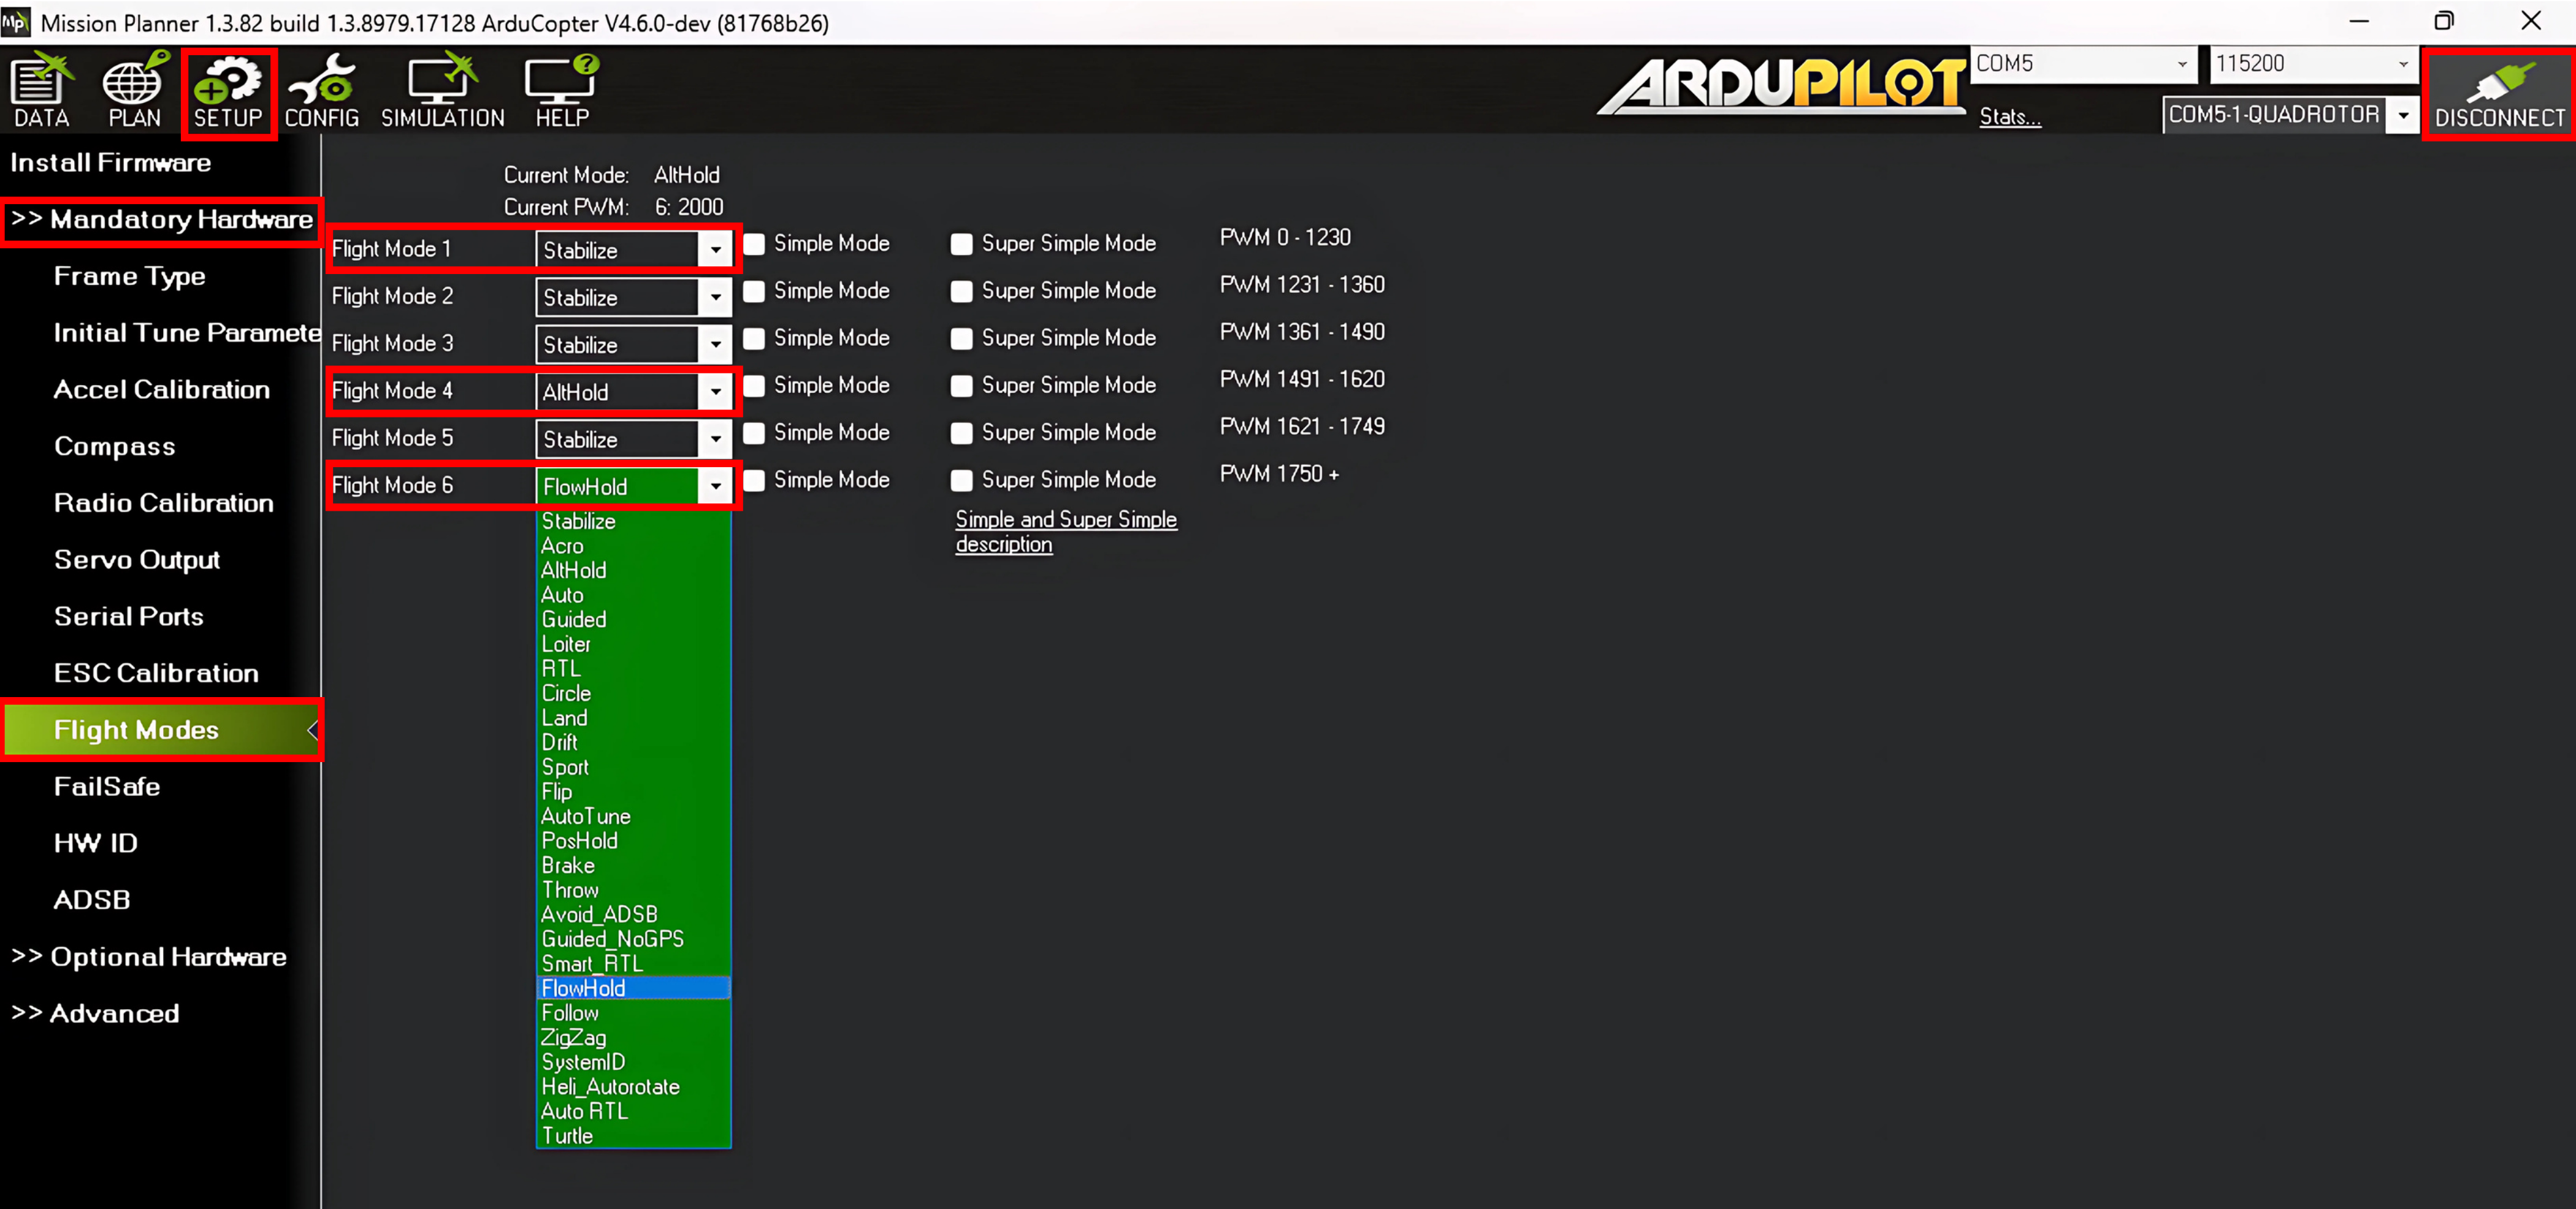 Mp Mission Planner 1.3.82 build 1.3.8979.17128 ArduCopter V4.6.0-dev (81768b26)
DATA PLAN SETUP CONFIG SIMULATION HELP
ARDUPILOT
COM5 115200
Stats... COM5-1-QUADROTOR
DISCONNECT
Install Firmware
>> Mandatory Hardware
Frame Type
Initial Tune Paramete
Accel Calibration
Compass
Radio Calibration
Servo Output
Serial Ports
ESC Calibration
Flight Modes
FailSafe
HW ID
ADSB
>> Optional Hardware
>> Advanced
Current Mode: AltHold
Current PWM: 6: 2000
Flight Mode 1 Stabilize Simple Mode Super Simple Mode PWM 0 - 1230
Flight Mode 2 Stabilize Simple Mode Super Simple Mode PWM 1231 - 1360
Flight Mode 3 Stabilize Simple Mode Super Simple Mode PWM 1361 - 1490
Flight Mode 4 AltHold Simple Mode Super Simple Mode PWM 1491 - 1620
Flight Mode 5 Stabilize Simple Mode Super Simple Mode PWM 1621 - 1749
Flight Mode 6 FlowHold Simple Mode Super Simple Mode PWM 1750 +
Simple and Super Simple
description
Stabilize
Acro
AltHold
Auto
Guided
Loiter
RTL
Circle
Land
Drift
Sport
Flip
AutoTune
PosHold
Brake
Throw
Avoid_ADSB
Guided_NoGPS
Smart_RTL
FlowHold
Follow
ZigZag
SystemID
Heli_Autorotate
Auto RTL
Turtle